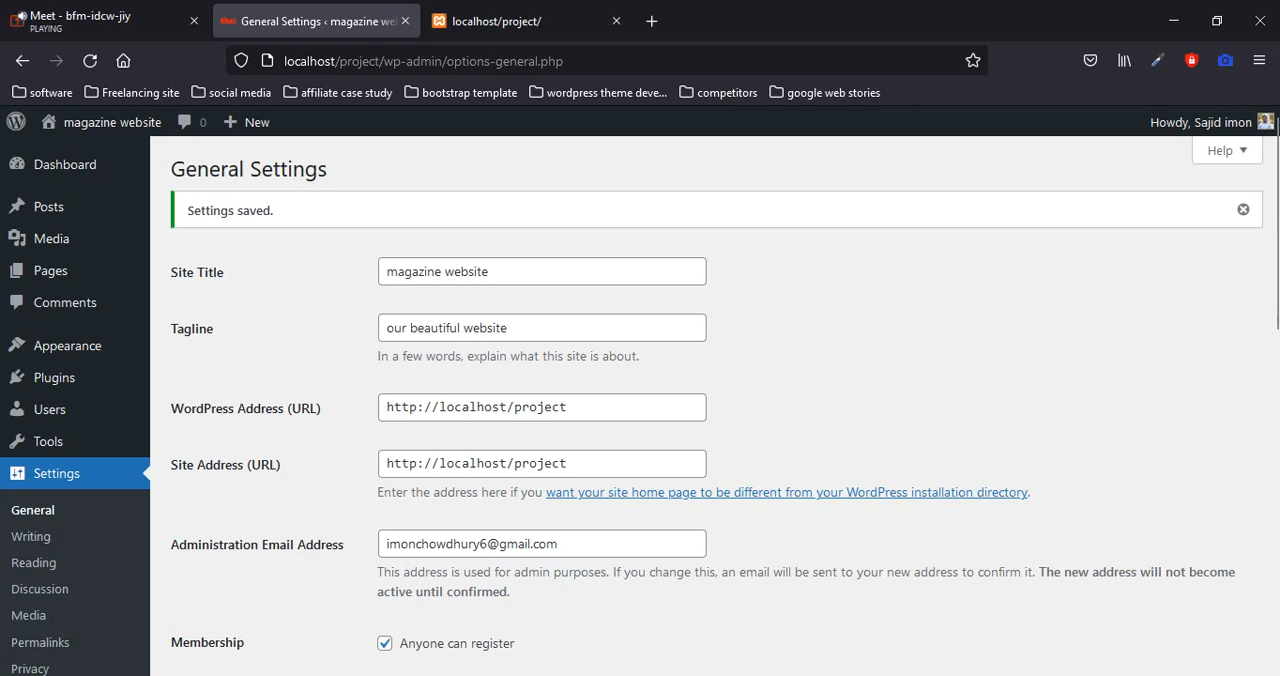 Meet - bfm-idcw-jiy
PLAYING
General Settings ‹ magazine wel
localhost/project/
localhost/project/wp-admin/options-general.php
software
Freelancing site
social media
affiliate case study
bootstrap template
wordpress theme deve...
competitors
google web stories
magazine website
0
New
Howdy, Sajid imon
Dashboard
Posts
Media
Pages
Comments
Appearance
Plugins
Users
Tools
Settings
General
Writing
Reading
Discussion
Media
Permalinks
Privacy
Help
General Settings
Settings saved.
Site Title
magazine website
Tagline
our beautiful website
In a few words, explain what this site is about.
WordPress Address (URL)
http://localhost/project
Site Address (URL)
http://localhost/project
Enter the address here if you want your site home page to be different from your WordPress installation directory.
Administration Email Address
imonchowdhury6@gmail.com
This address is used for admin purposes. If you change this, an email will be sent to your new address to confirm it. The new address will not become
active until confirmed.
Membership
Anyone can register